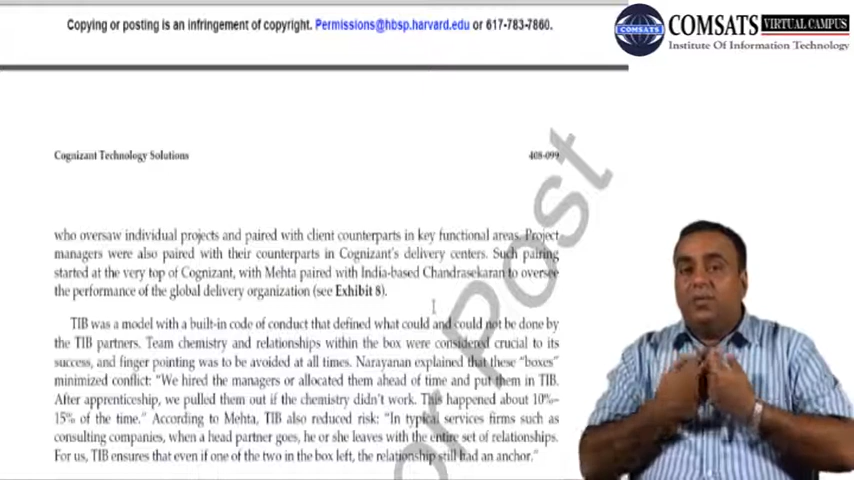 Copying or posting is an infringement of copyright. Permissions@hbsp.harvard.edu or 617-783-7860.
COMSATS VIRTUAL CAMPUS
Institute Of Information Technology
COMSATS
Cognizant Technology Solutions 408-099
who oversaw individual projects and paired with client counterparts in key functional areas. Project
managers were also paired with their counterparts in Cognizant's delivery centers. Such pairing
started at the very top of Cognizant, with Mehta paired with India-based Chandrasekaran to oversee
the performance of the global delivery organization (see Exhibit 8).
TIB was a model with a built-in code of conduct that defined what could and could not be done by
the TIB partners. Team chemistry and relationships within the box were considered crucial to its
success, and finger pointing was to be avoided at all times. Narayanan explained that these "boxes"
minimized conflict: "We hired the managers or allocated them ahead of time and put them in TIB.
After apprenticeship, we pulled them out if the chemistry didn't work. This happened about 10%–
15% of the time." According to Mehta, TIB also reduced risk: "In typical services firms such as
consulting companies, when a head partner goes, he or she leaves with the entire set of relationships.
For us, TIB ensures that even if one of the two in the box left, the relationship still had an anchor."
or Post